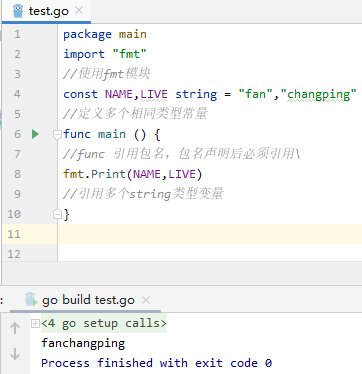 test.go
1 package main
2 import "fmt"
3 //使用fmt模块
4 const NAME,LIVE string = "fan","changping"
5 //定义多个相同类型常量
6 func main () {
7 //func 引用包名，包名声明后必须引用\
8 fmt.Print(NAME,LIVE)
9 //引用多个string类型变量
10 }
11
12
: go build test.go
<4 go setup calls>
fanchangping
Process finished with exit code 0